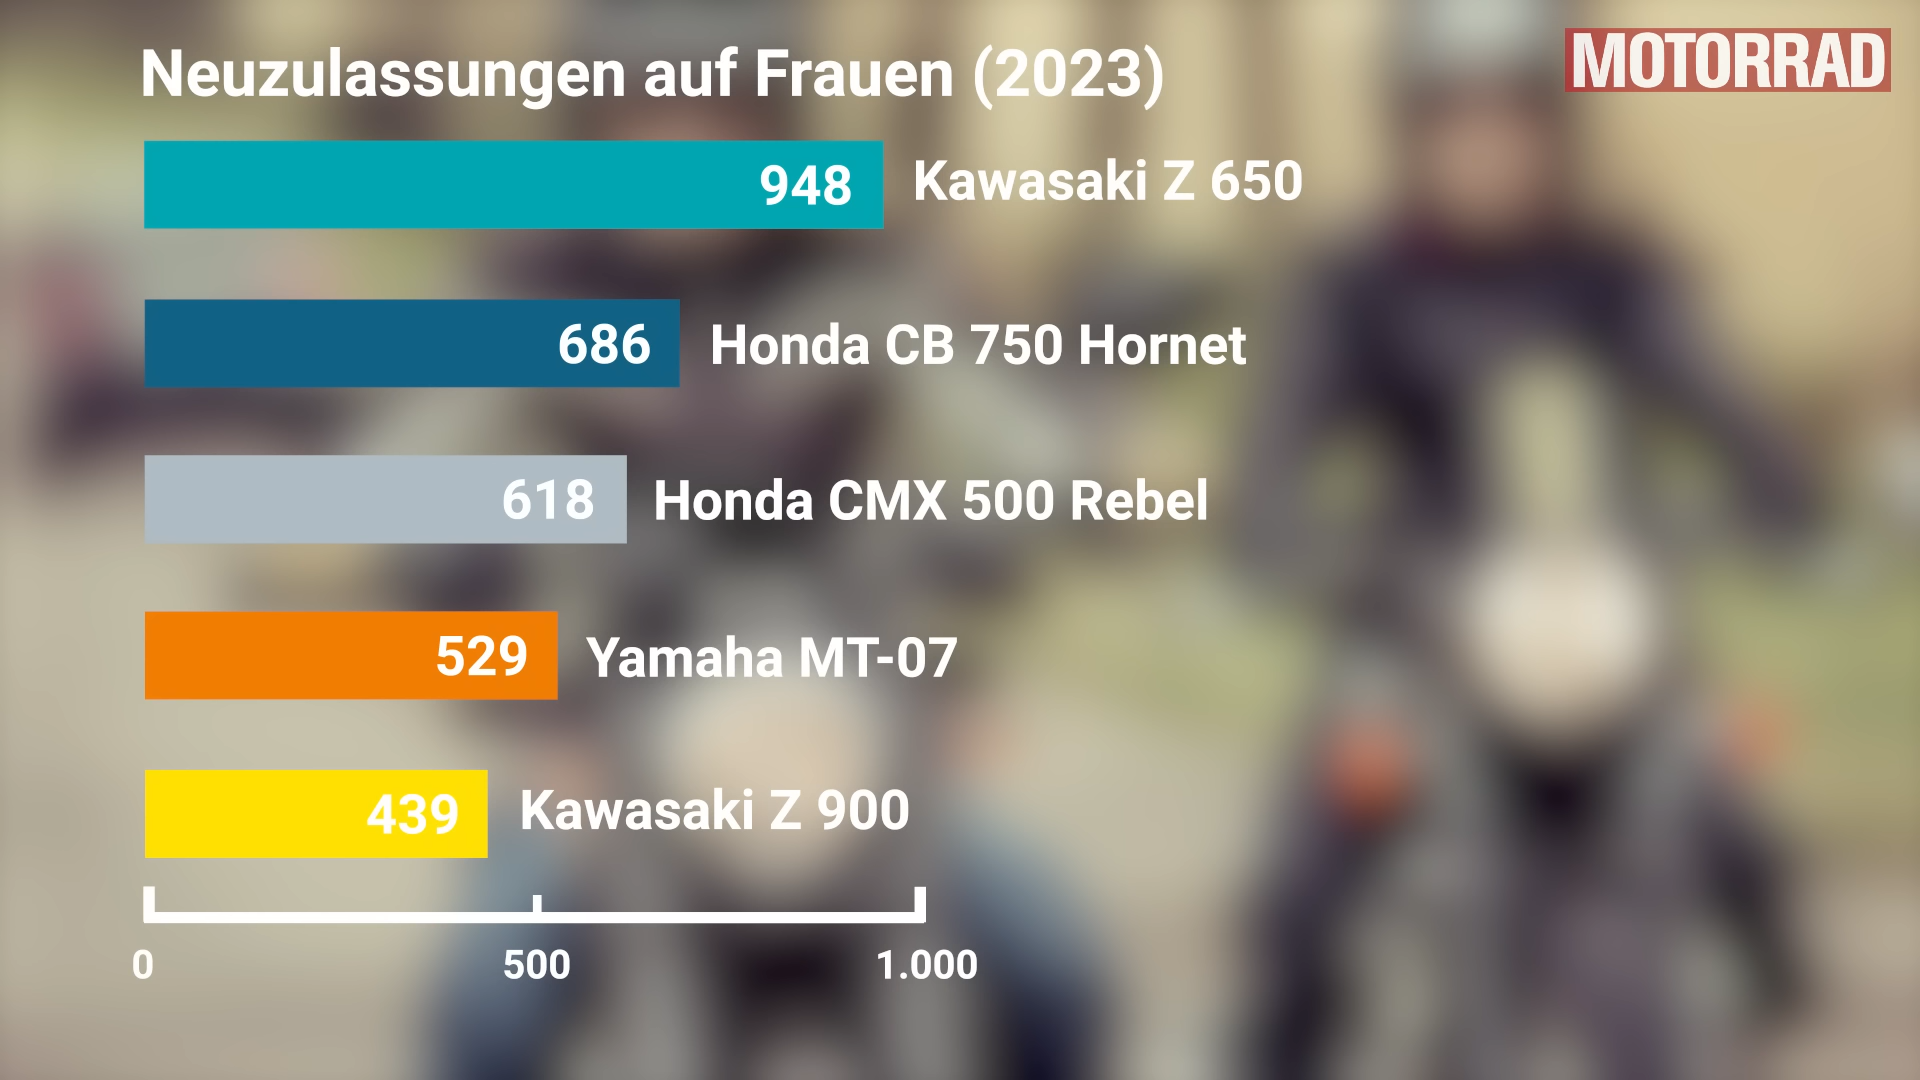 Neuzulassungen auf Frauen (2023)
MOTORRAD
948 Kawasaki Z 650
686 Honda CB 750 Hornet
618 Honda CMX 500 Rebel
529 Yamaha MT-07
439 Kawasaki Z 900
0 500 1.000